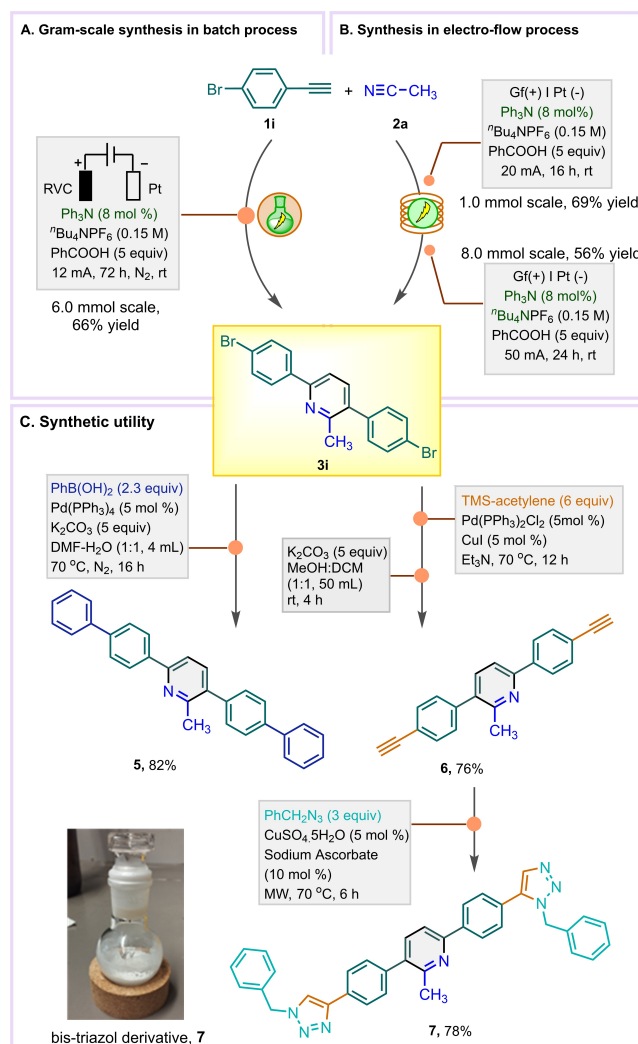 A. Gram-scale synthesis in batch process
B. Synthesis in electro-flow process
Br
1i
+
N≡C–CH₃
2a
+ −
RVC Pt
Ph₃N (8 mol %)
ⁿBu₄NPF₆ (0.15 M)
PhCOOH (5 equiv)
12 mA, 72 h, N₂, rt
6.0 mmol scale,
66% yield
Gf(+) I Pt (-)
Ph₃N (8 mol%)
ⁿBu₄NPF₆ (0.15 M)
PhCOOH (5 equiv)
20 mA, 16 h, rt
1.0 mmol scale, 69% yield
8.0 mmol scale, 56% yield
Gf(+) I Pt (-)
Ph₃N (8 mol%)
ⁿBu₄NPF₆ (0.15 M)
PhCOOH (5 equiv)
50 mA, 24 h, rt
Br
N
CH₃
Br
3i
C. Synthetic utility
PhB(OH)₂ (2.3 equiv)
Pd(PPh₃)₄ (5 mol %)
K₂CO₃ (5 equiv)
DMF-H₂O (1:1, 4 mL)
70 °C, N₂, 16 h
TMS-acetylene (6 equiv)
Pd(PPh₃)₂Cl₂ (5mol %)
CuI (5 mol %)
Et₃N, 70 °C, 12 h
K₂CO₃ (5 equiv)
MeOH:DCM
(1:1, 50 mL)
rt, 4 h
N
CH₃
5, 82%
N
CH₃
6, 76%
PhCH₂N₃ (3 equiv)
CuSO₄.5H₂O (5 mol %)
Sodium Ascorbate
(10 mol %)
MW, 70 °C, 6 h
N
N
N
N
CH₃
N
N
N
7, 78%
bis-triazol derivative, 7